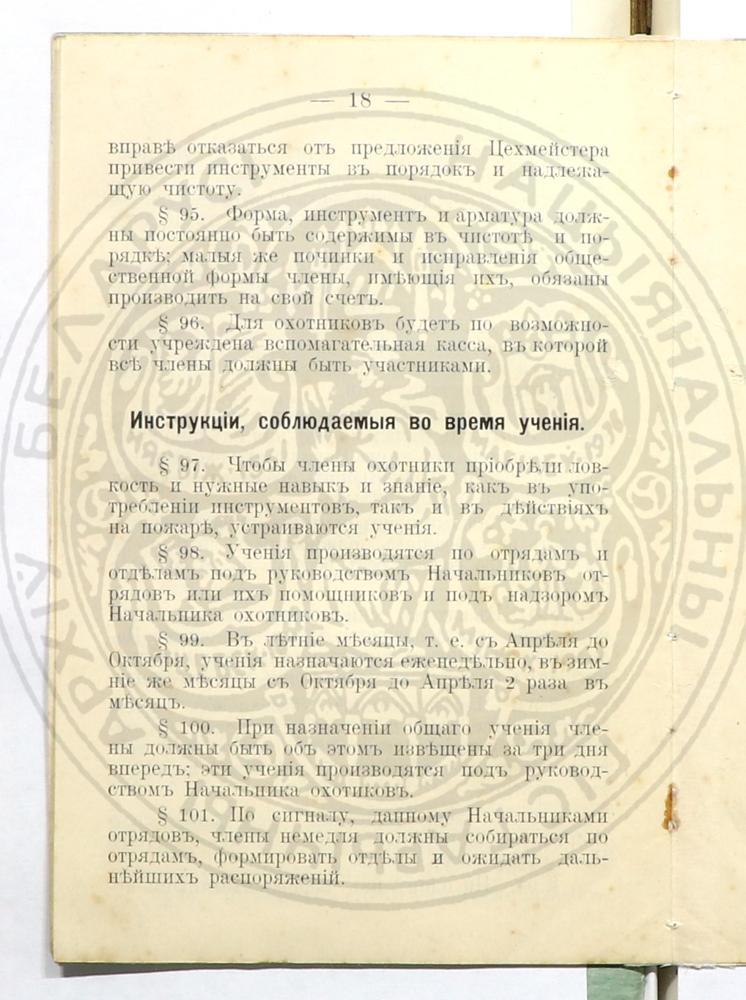 — 18 —
вправѣ отказаться отъ предложенія Цехмейстера
привести инструменты въ порядокъ и надлежа-
щую чистоту.
§ 95. Форма, инструментъ и арматура долж-
ны постоянно быть содержимы въ чистотѣ и по-
рядкѣ; малыя же починки и исправленія обще-
ственной формы члены, имѣющія ихъ, обязаны
производить на свой счетъ.
§ 96. Для охотниковъ будетъ по возможно-
сти учреждена вспомагательная касса, въ которой
всѣ члены должны быть участниками.
Инструкціи, соблюдаемыя во время ученія.
§ 97. Чтобы члены охотники пріобрѣли лов-
кость и нужные навыкъ и знаніе, какъ въ упо-
требленіи инструментовъ, такъ и въ дѣйствіяхъ
на пожарѣ, устраиваются ученія.
§ 98. Ученія производятся по отрядамъ и
отдѣламъ подъ руководствомъ Начальниковъ от-
рядовъ или ихъ помощниковъ и подъ надзоромъ
Начальника охотниковъ.
§ 99. Въ лѣтніе мѣсяцы, т. е. съ Апрѣля до
Октября, ученія назначаются еженедѣльно, въ зим-
ніе же мѣсяцы съ Октября до Апрѣля 2 раза въ
мѣсяцъ.
§ 100. При назначеніи общаго ученія чле-
ны должны быть объ этомъ извѣщены за три дня
впередъ; эти ученія производятся подъ руковод-
ствомъ Начальника охотиковъ.
§ 101. По сигналу, данному Начальниками
отрядовъ, члены немедля должны собираться по
отрядамъ, формировать отдѣлы и ожидать даль-
нѣйшихъ распоряженій.